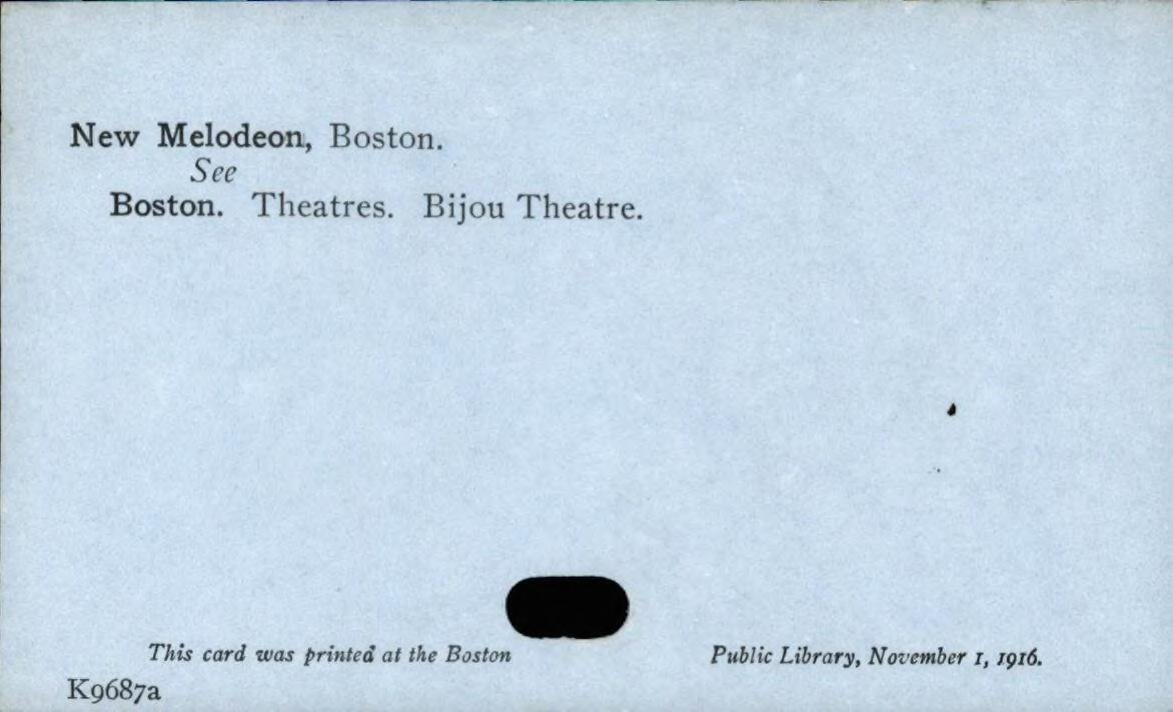 New Melodeon, Boston.
See
Boston. Theatres. Bijou Theatre.
This card was printed at the Boston Public Library, November 1, 1916.
K9687a